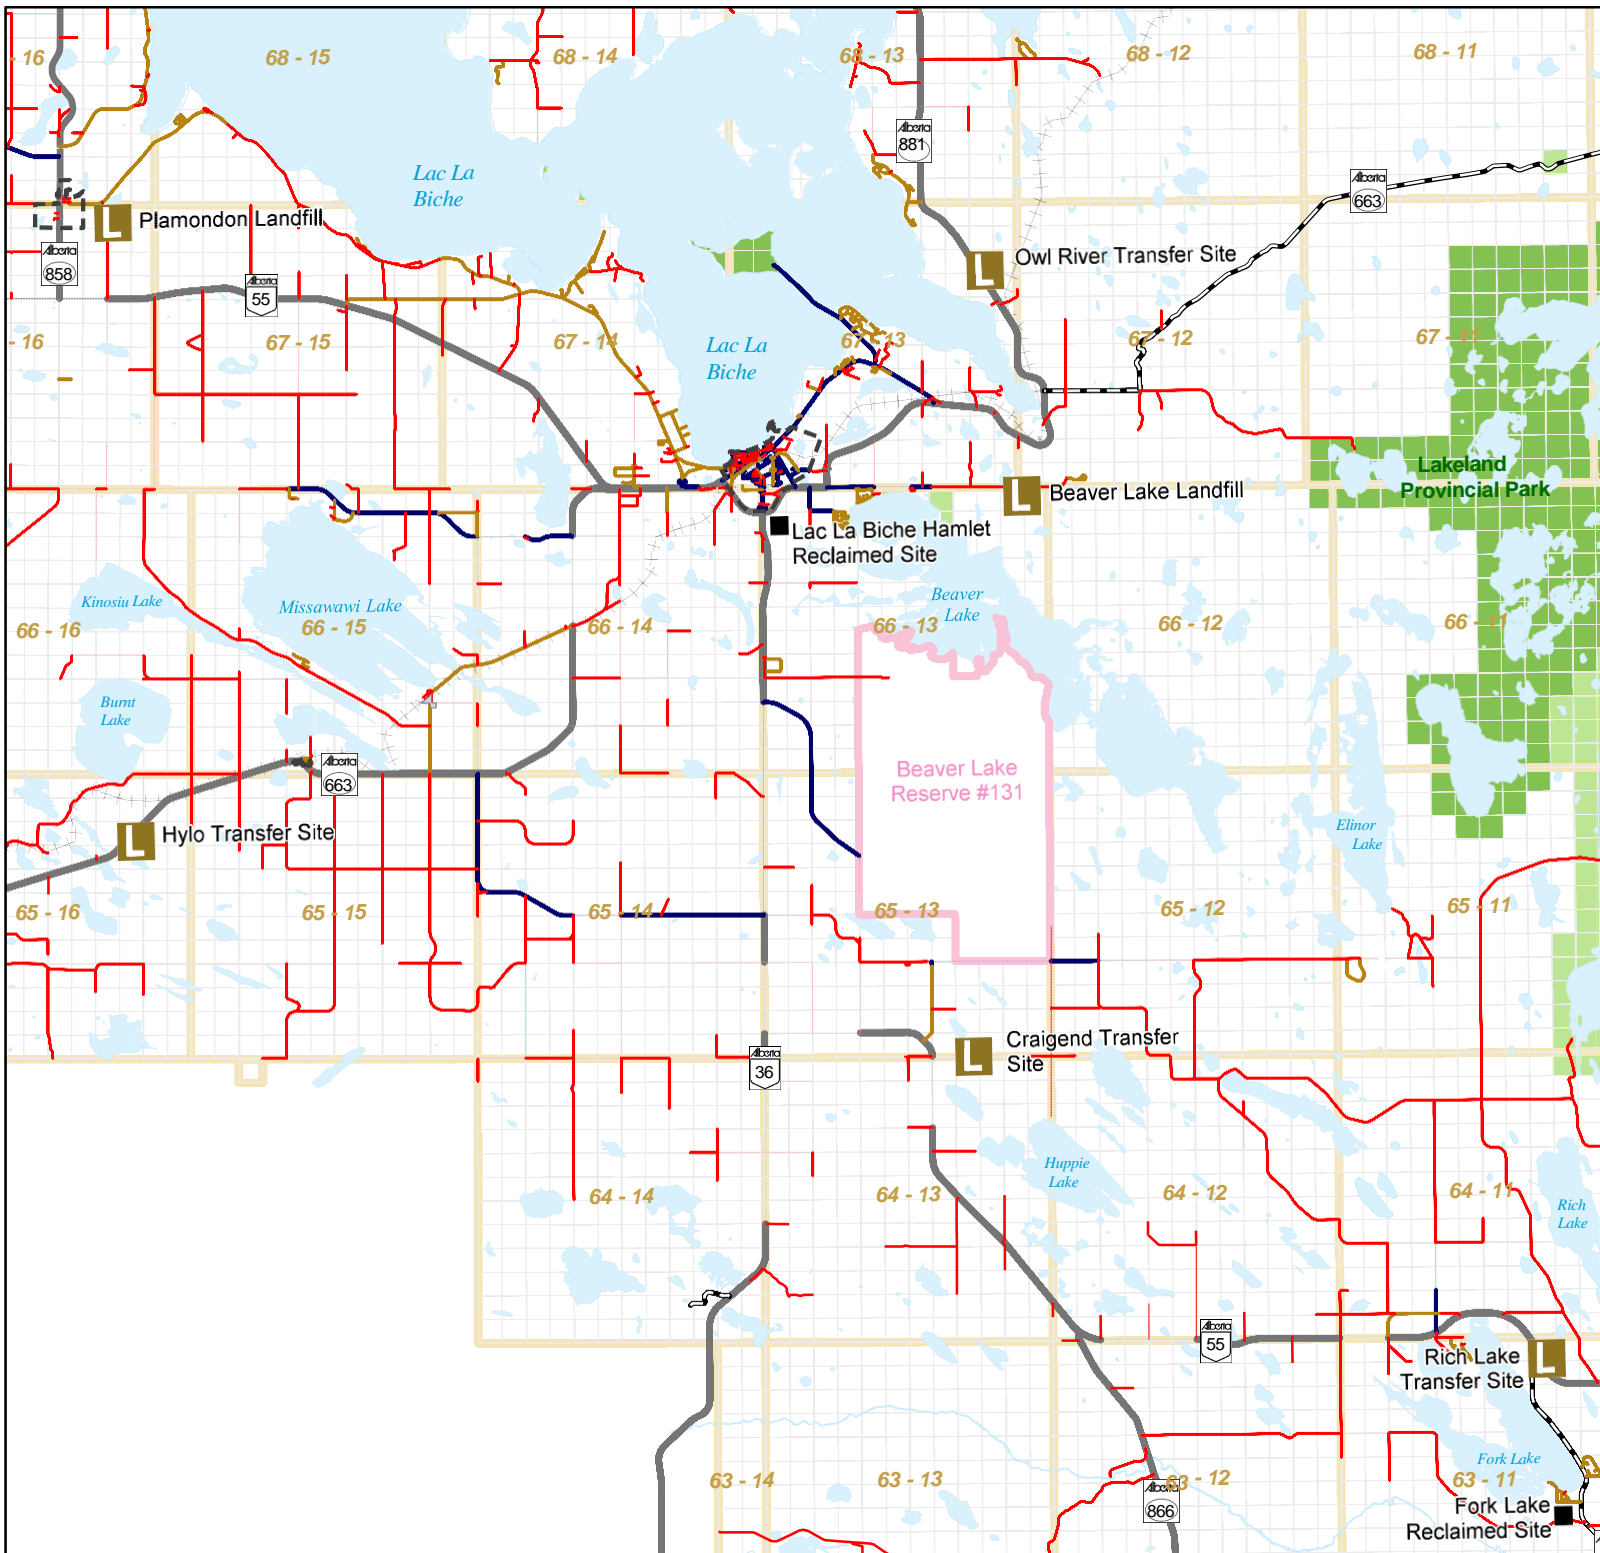 - 16
68 - 15
68 - 14
68 - 13
68 - 12
68 - 11
Alberta
881
Lac La
Biche
Alberta
663
Plamondon Landfill
Alberta
858
Owl River Transfer Site
Alberta
55
- 16
67 - 15
67 - 14
Lac La
Biche
67 - 13
67 - 12
67 - 11
Lakeland
Provincial Park
Beaver Lake Landfill
Lac La Biche Hamlet
Reclaimed Site
Kinosiu Lake
Missawawi Lake
Beaver
Lake
66 - 16
66 - 15
66 - 14
66 - 13
66 - 12
66 - 11
Burnt
Lake
Alberta
663
Beaver Lake
Reserve #131
Hylo Transfer Site
Elinor
Lake
65 - 16
65 - 15
65 - 14
65 - 13
65 - 12
65 - 11
Craigend Transfer
Site
Alberta
36
Huppie
Lake
64 - 14
64 - 13
64 - 12
64 - 11
Rich
Lake
Alberta
55
Rich Lake
Transfer Site
Fork Lake
63 - 14
63 - 13
63 - 12
63 - 11
Alberta
866
Fork Lake
Reclaimed Site
L
L
L
L
L
L